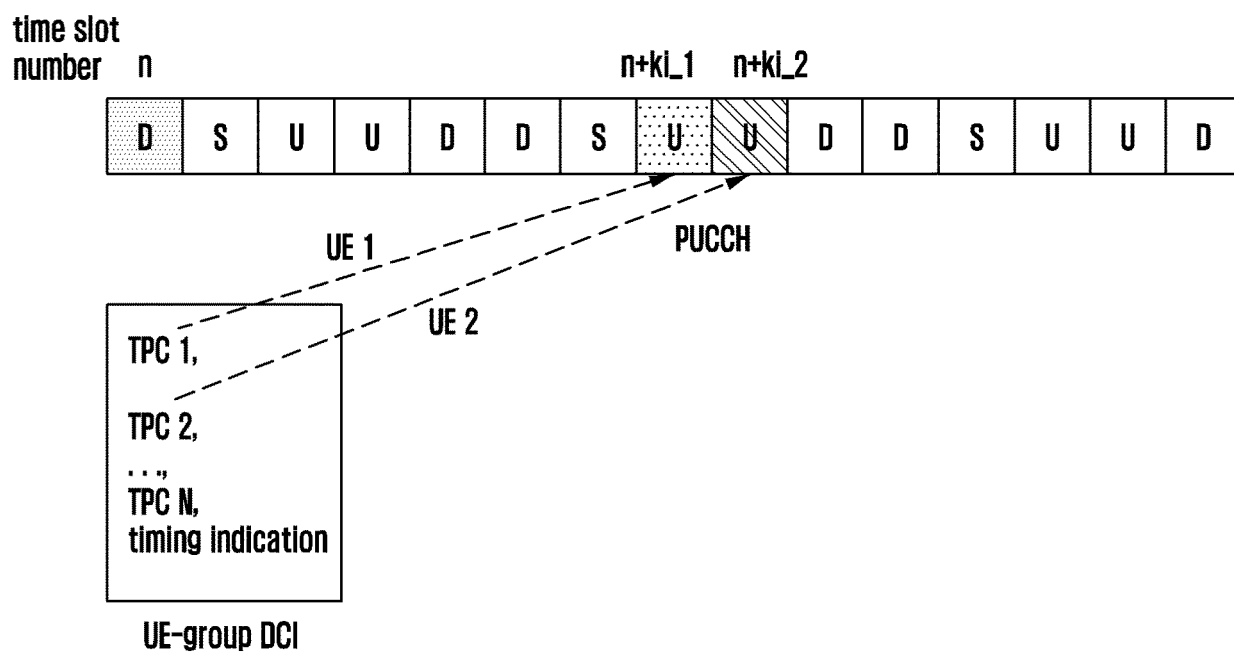 time slot
number n n+ki_1 n+ki_2
D S U U D D S U U D D S U U D
UE 1
PUCCH
UE 2
TPC 1,
TPC 2,
. . .,
TPC N,
timing indication
UE-group DCI